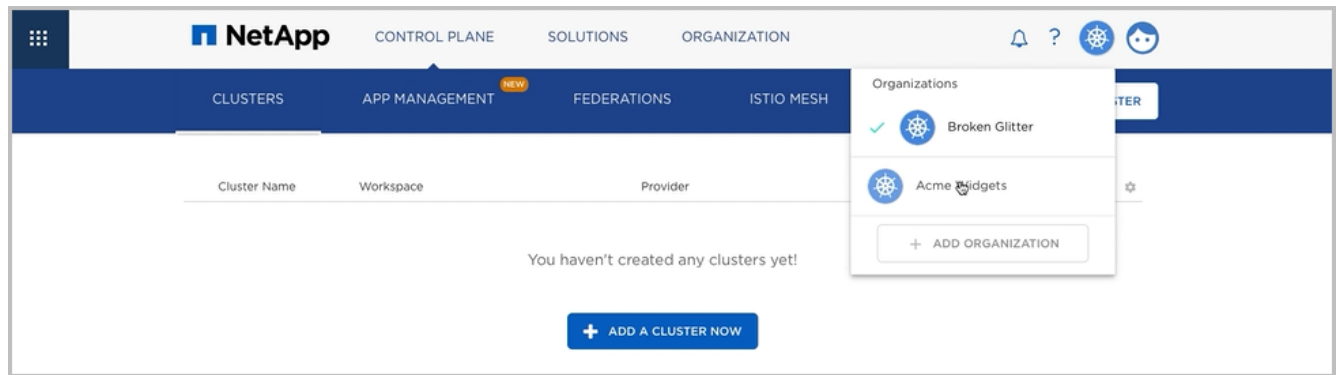 NetApp CONTROL PLANE SOLUTIONS ORGANIZATION ?
CLUSTERS APP MANAGEMENT NEW FEDERATIONS ISTIO MESH TER
Organizations
Broken Glitter
Acme Widgets
+ ADD ORGANIZATION
Cluster Name Workspace Provider
You haven't created any clusters yet!
+ ADD A CLUSTER NOW